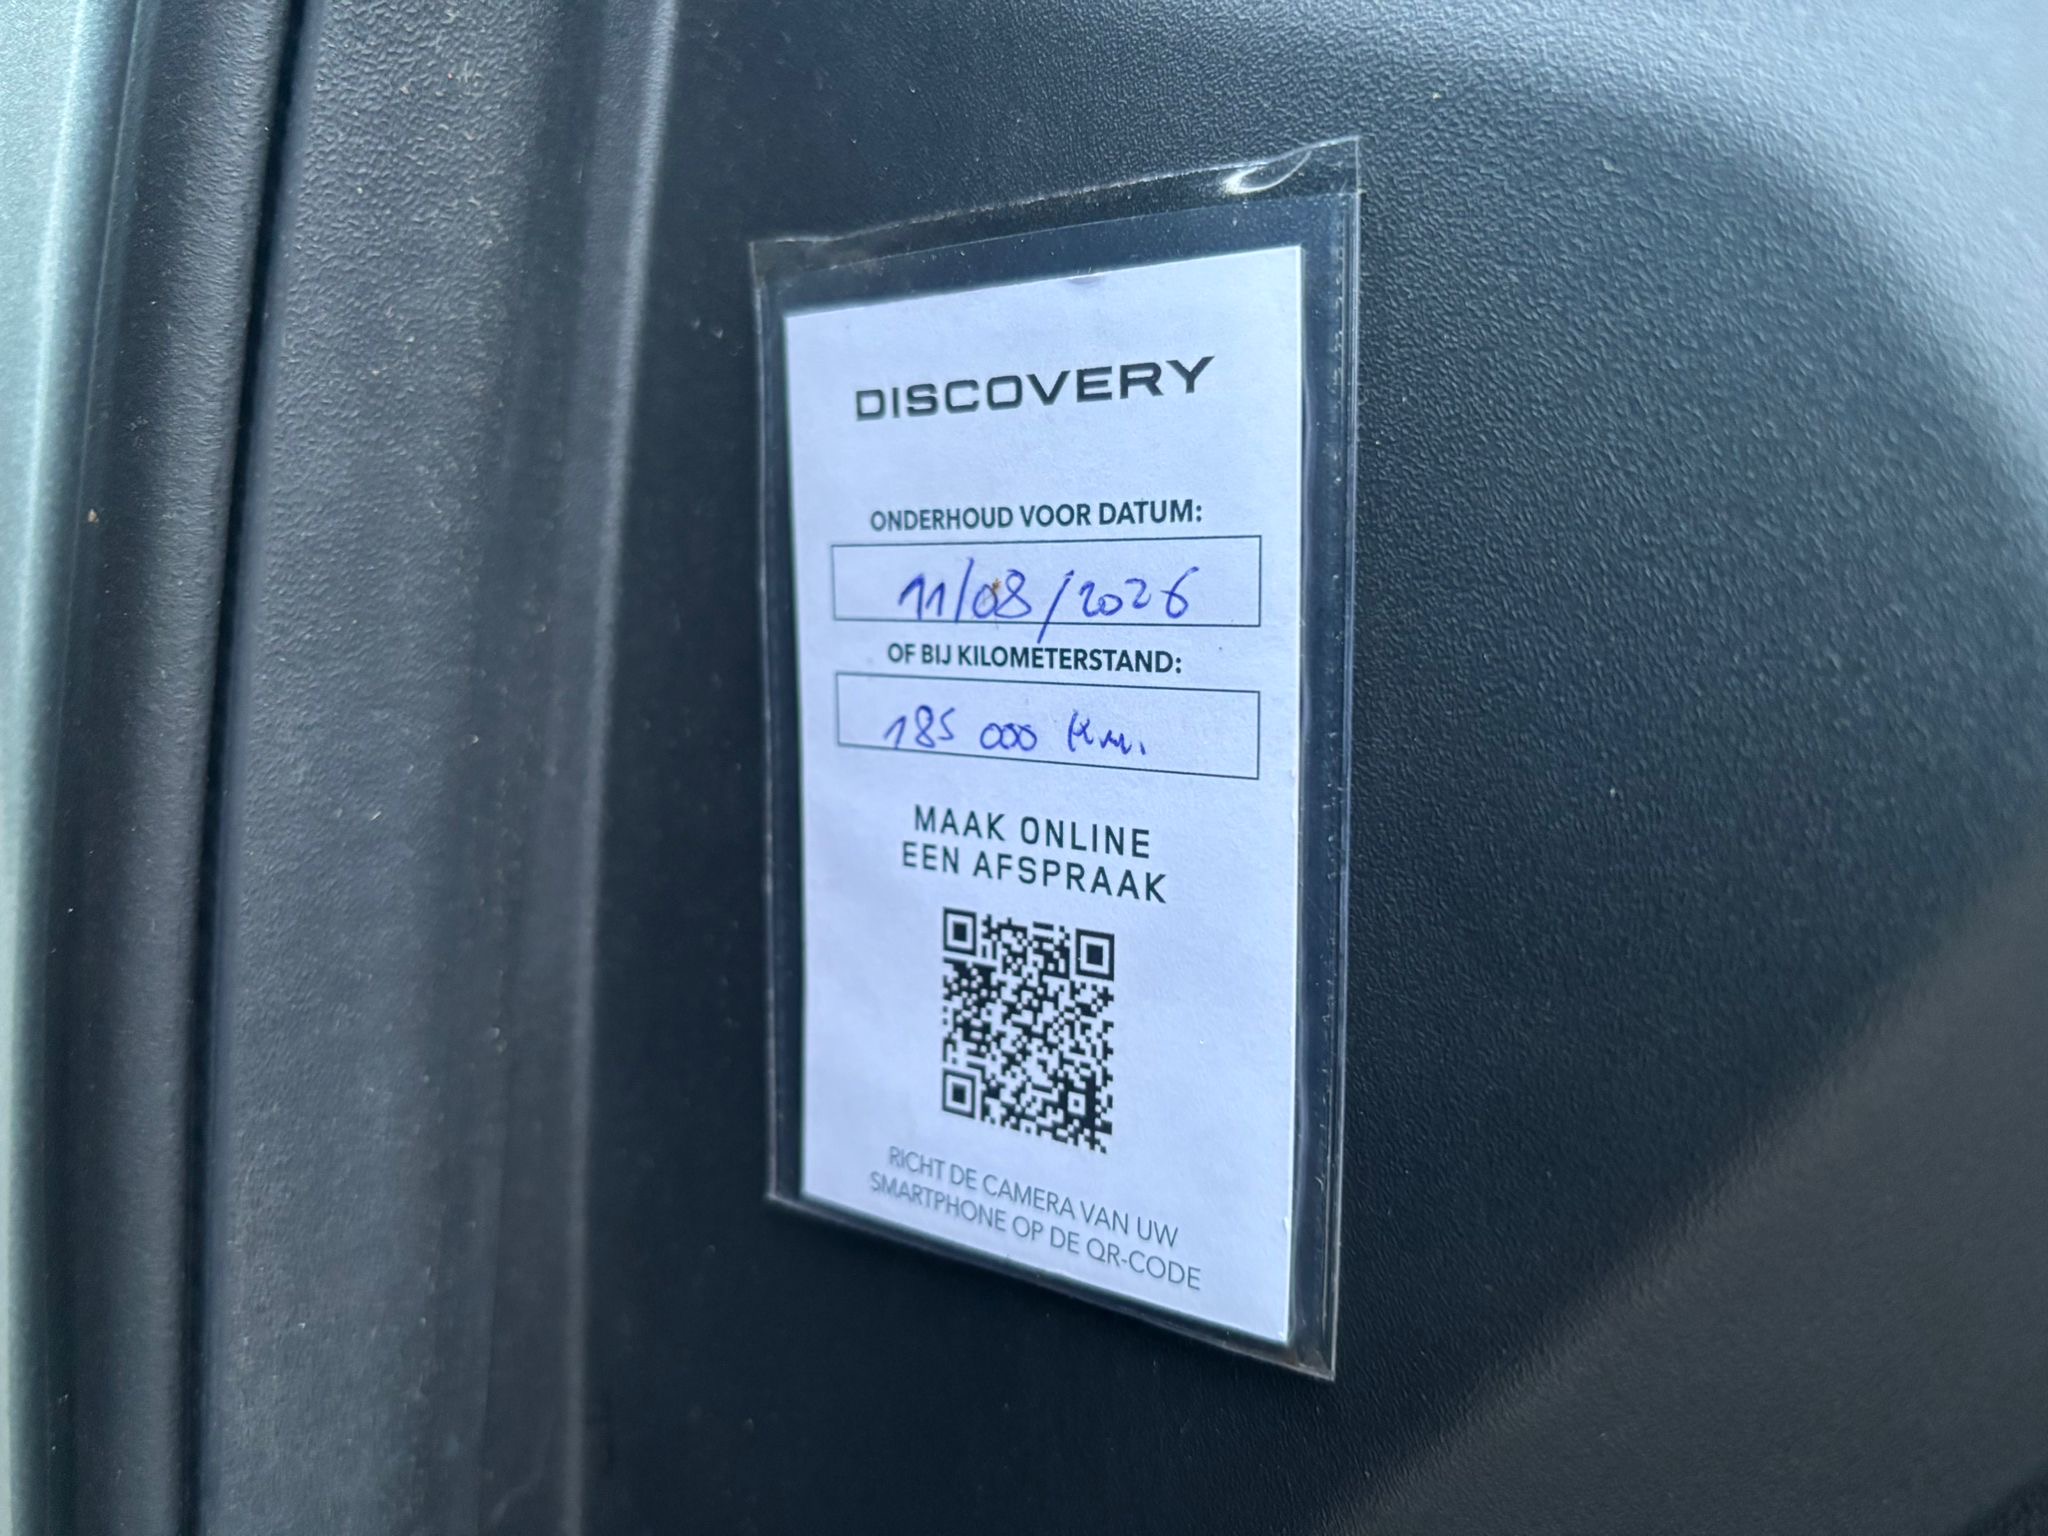 DISCOVERY
ONDERHOUD VOOR DATUM:
11/08/2026
OF BIJ KILOMETERSTAND:
185 000 Km.
MAAK ONLINE
EEN AFSPRAAK
RICHT DE CAMERA VAN UW
SMARTPHONE OP DE QR-CODE